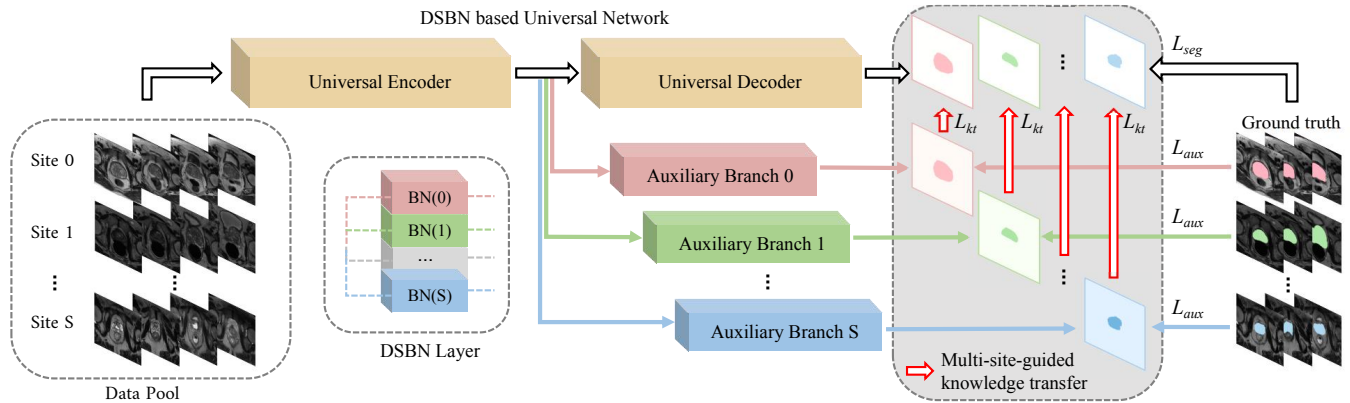 DSBN based Universal Network
Universal Encoder
Universal Decoder
L_seg
Ground truth
Site 0
Site 1
⋮
Site S
Data Pool
BN(0)
BN(1)
...
BN(S)
DSBN Layer
Auxiliary Branch 0
Auxiliary Branch 1
⋮
Auxiliary Branch S
L_kt
L_kt
L_kt
L_aux
L_aux
L_aux
Multi-site-guided
knowledge transfer